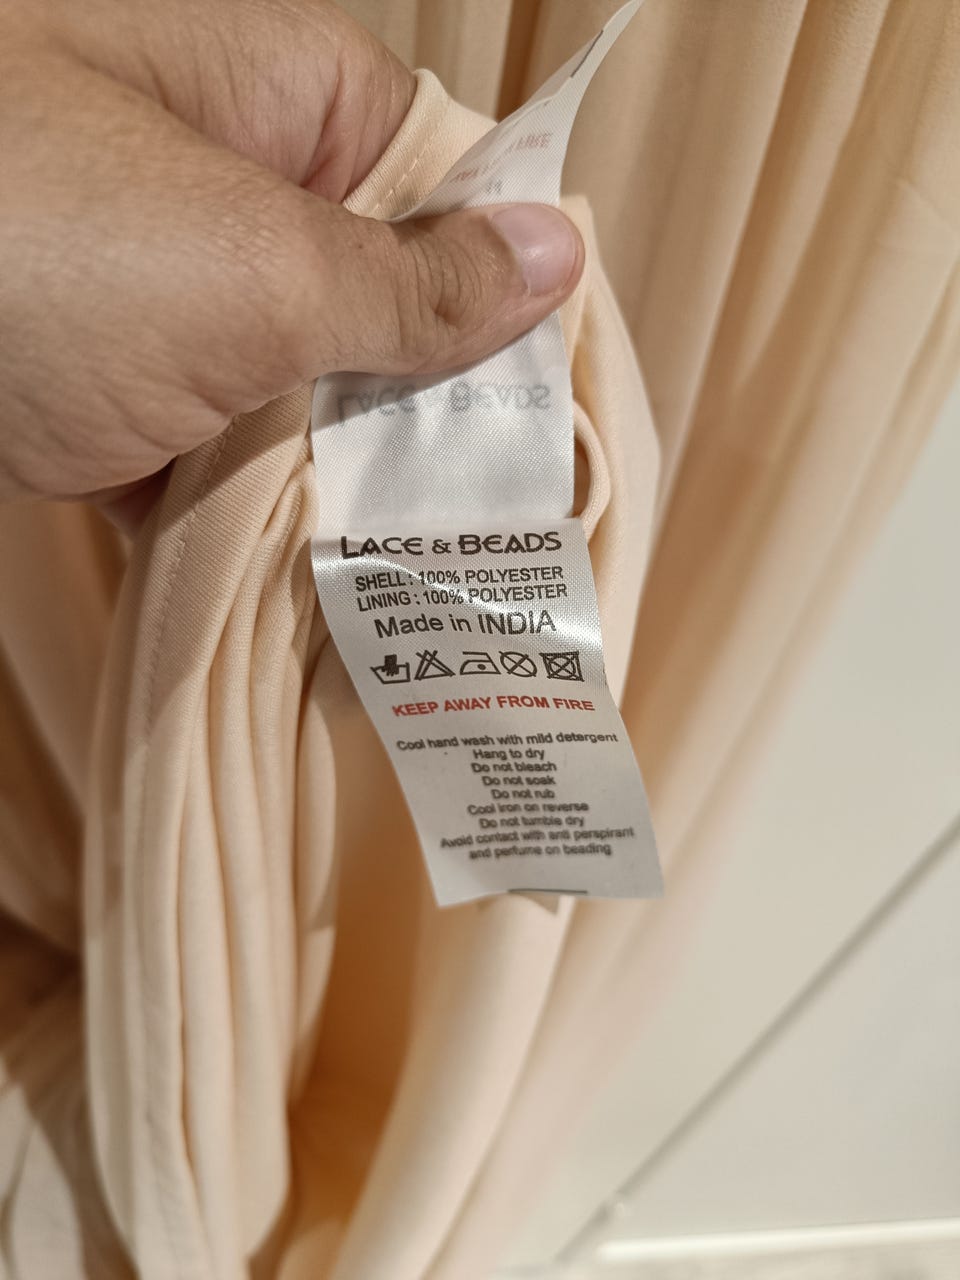 LACE & BEADS
SHELL : 100% POLYESTER
LINING : 100% POLYESTER
Made in INDIA
KEEP AWAY FROM FIRE
Cool hand wash with mild detergent
Hang to dry
Do not bleach
Do not soak
Do not rub
Cool iron on reverse
Do not tumble dry
Avoid contact with anti perspirant
and perfume on beading